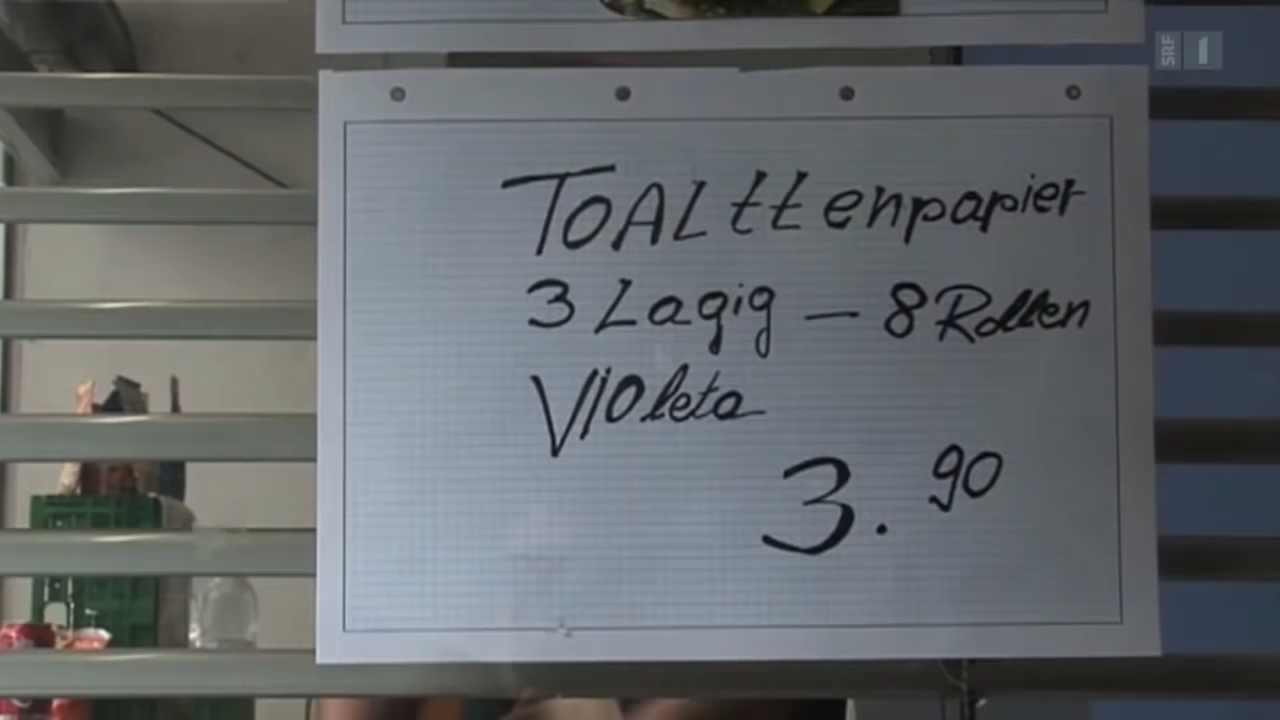 SRF 1
TOALttenpapier
3 Lagig – 8 Rollen
Violeta
3.90